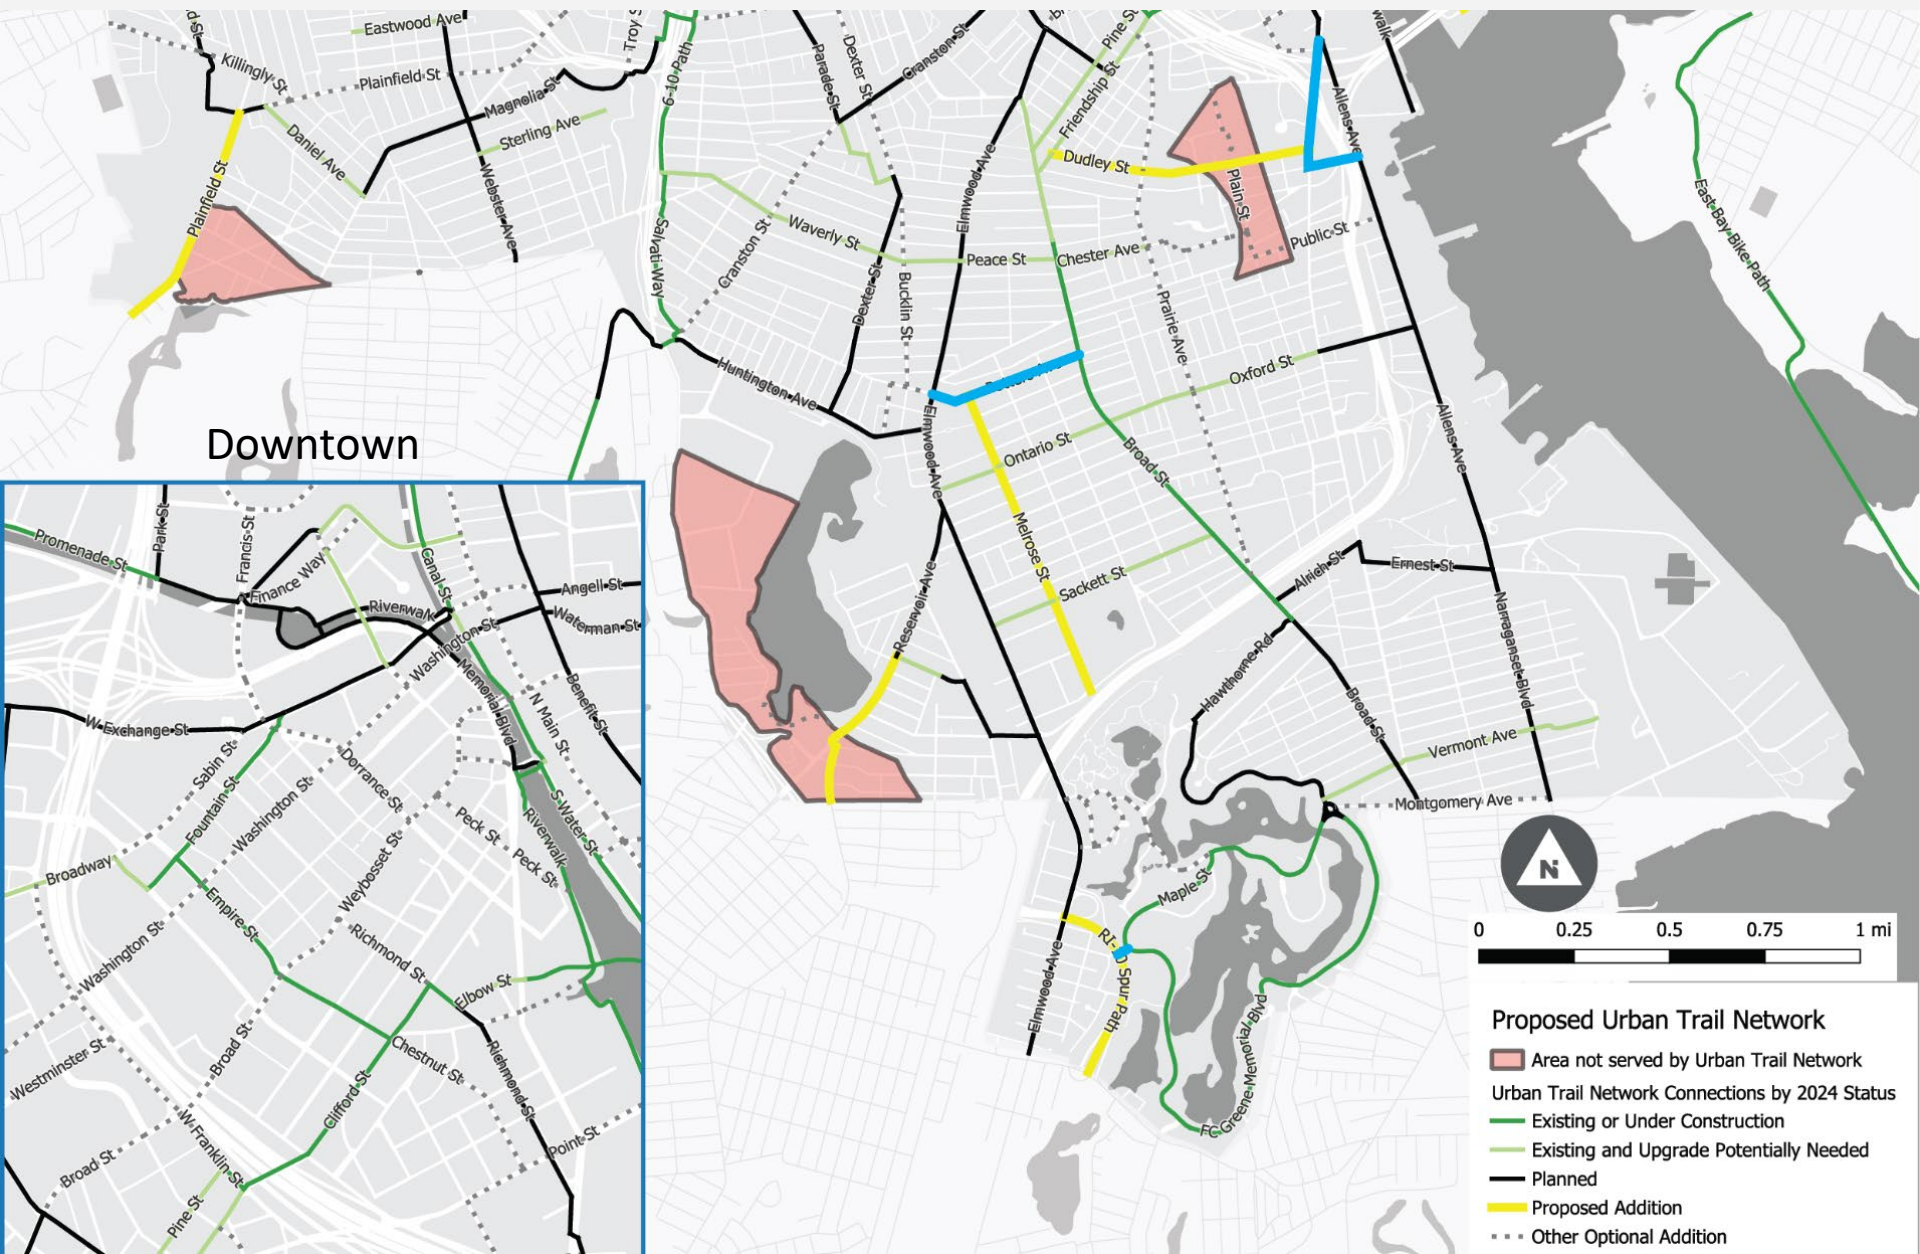 Eastwood Ave
Troy S
Killingly St
Plainfield St
Magnolia St
Sterling Ave
Daniel Ave
Webster Ave
Plainfield St
6-10 Path
Salvati Way
Parade St
Dexter St
Cranston St
Pine St
Friendship St
walk
Allens Ave
Dudley St
Plain St
Public St
Elmwood Ave
Cranston St
Waverly St
Peace St
Chester Ave
Dexter St
Bucklin St
Prairie Ave
Huntington Ave
Oxford St
East Bay Bike Path
Elmwood Ave
Ontario St
Broad St
Allens Ave
Melrose St
Sackett St
Reservoir Ave
Alrich St
Ernest St
Narraganset Blvd
Hawthorne Rd
Broad St
Vermont Ave
Montgomery Ave
Maple St
RI-
0 Spur Path
Elmwood Ave
FC Greene Memorial Blvd
Downtown
Promenade St
Park St
Francis St
Finance Way
Canal St
Riverwalk
Angell St
Waterman St
Washington St
Memorial Blvd
Benefit St
N Main St
W Exchange St
Sabin St
Dorrance St
Fountain St
Washington St
Peck St
Peck St
Riverwalk
S Water St
Broadway
Weybosset St
Empire St
Washington St
Richmond St
Elbow St
Westminster St
Broad St
Chestnut St
Richmond St
Clifford St
W Franklin St
Point St
Broad St
Pine St
N
0 0.25 0.5 0.75 1 mi
Proposed Urban Trail Network
Area not served by Urban Trail Network
Urban Trail Network Connections by 2024 Status
Existing or Under Construction
Existing and Upgrade Potentially Needed
Planned
Proposed Addition
Other Optional Addition